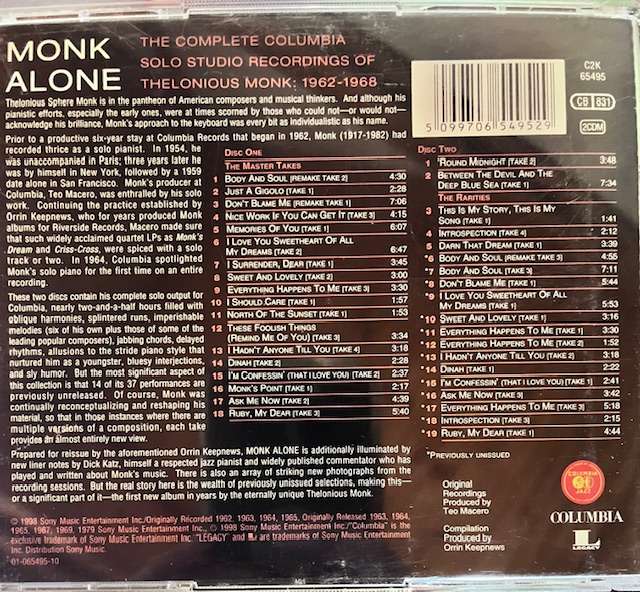 MONK
ALONE
THE COMPLETE COLUMBIA
SOLO STUDIO RECORDINGS OF
THELONIOUS MONK: 1962-1968
C2K
65495
CB 831
2CDM
5 099706 549529
Thelonious Sphere Monk is in the pantheon of American composers and musical thinkers. And although his
pianistic efforts, especially the early ones, were at times scorned by those who could not—or would not—
acknowledge his brilliance, Monk's approach to the keyboard was every bit as individualistic as his name.
Prior to a productive six-year stay at Columbia Records that began in 1962, Monk (1917-1982) had
recorded thrice as a solo pianist. In 1954, he
was unaccompanied in Paris; three years later he
was by himself in New York, followed by a 1959
date alone in San Francisco. Monk's producer at
Columbia, Teo Macero, was enthralled by his solo
work. Continuing the practice established by
Orrin Keepnews, who for years produced Monk
albums for Riverside Records, Macero made sure
that such widely acclaimed quartet LPs as Monk's
Dream and Criss-Cross, were spiced with a solo
track or two. In 1964, Columbia spotlighted
Monk's solo piano for the first time on an entire
recording.
These two discs contain his complete solo output for
Columbia, nearly two-and-a-half hours filled with
oblique harmonies, splintered runs, imperishable
melodies (six of his own plus those of some of the
leading popular composers), jabbing chords, delayed
rhythms, allusions to the stride piano style that
nurtured him as a youngster, bluesy interjections,
and sly humor. But the most significant aspect of
this collection is that 14 of its 37 performances are
previously unreleased. Of course, Monk was
continually reconceptualizing and reshaping his
material, so that in those instances where there are
multiple versions of a composition, each take
provides an almost entirely new view.
Prepared for reissue by the aforementioned Orrin Keepnews, MONK ALONE is additionally illuminated by
new liner notes by Dick Katz, himself a respected jazz pianist and widely published commentator who has
played and written about Monk's music. There is also an array of striking new photographs from the
recording sessions. But the real story here is the wealth of previously unissued selections, making this—
or a significant part of it—the first new album in years by the eternally unique Thelonious Monk.
Disc One
The Master Takes
1 Body And Soul [remake take 2] 4:30
2 Just A Gigolo [take 1] 2:28
3 Don't Blame Me [remake take 1] 7:06
4 Nice Work If You Can Get It [take 3] 4:15
5 Memories Of You [take 1] 6:07
6 I Love You Sweetheart Of All
My Dreams [take 2] 6:47
7 I Surrender, Dear [take 1] 3:45
8 Sweet And Lovely [take 2] 3:00
9 Everything Happens To Me [take 3] 3:30
10 I Should Care [take 1] 1:57
11 North Of The Sunset [take 1] 1:53
12 These Foolish Things
(Remind Me Of You) [take 3] 3:34
13 I Hadn't Anyone Till You [take 4] 3:18
14 Dinah [take 2] 2:28
15 I'm Confessin' (That I Love You) [take 2] 2:37
16 Monk's Point [take 1] 2:17
17 Ask Me Now [take 2] 4:39
18 Ruby, My Dear [take 3] 5:40
Disc Two
1 'Round Midnight [take 2] 3:48
2 Between The Devil And The
Deep Blue Sea [take 1] 7:34
The Rarities
3 This Is My Story, This Is My
Song [take 1] 1:41
4 Introspection [take 4] 2:12
5 Darn That Dream [take 1] 3:39
*6 Body And Soul [remake take 3] 4:55
*7 Body And Soul [take 3] 7:11
*8 Don't Blame Me [take 1] 5:41
*9 I Love You Sweetheart Of All
My Dreams [take 1] 5:53
*10 Sweet And Lovely [take 1] 3:06
*11 Everything Happens To Me [take 1] 3:30
*12 Everything Happens To Me [take 2] 1:52
*13 I Hadn't Anyone Till You [take 2] 3:18
*14 Dinah [take 1] 2:25
*15 I'm Confessin' (That I Love You) [take 1] 2:41
*16 Ask Me Now [take 3] 3:42
*17 Everything Happens To Me [take 3] 5:18
*18 Introspection [take 3] 2:14
*19 Ruby, My Dear [take 1] 4:44
*Previously unissued
Original
Recordings
Produced by
Teo Macero
COLUMBIA
JAZZ
COLUMBIA
Compilation
Produced by
Orrin Keepnews
LEGACY
℗ 1998 Sony Music Entertainment Inc./Originally Recorded 1962, 1963, 1964, 1965, Originally Released 1963, 1964,
1965, 1967, 1969, 1979 Sony Music Entertainment Inc., © 1998 Sony Music Entertainment Inc./"Columbia" is the
exclusive trademark of Sony Music Entertainment Inc./"LEGACY" and L are trademarks of Sony Music Entertainment
Inc. Distribution Sony Music.
01-065495-10